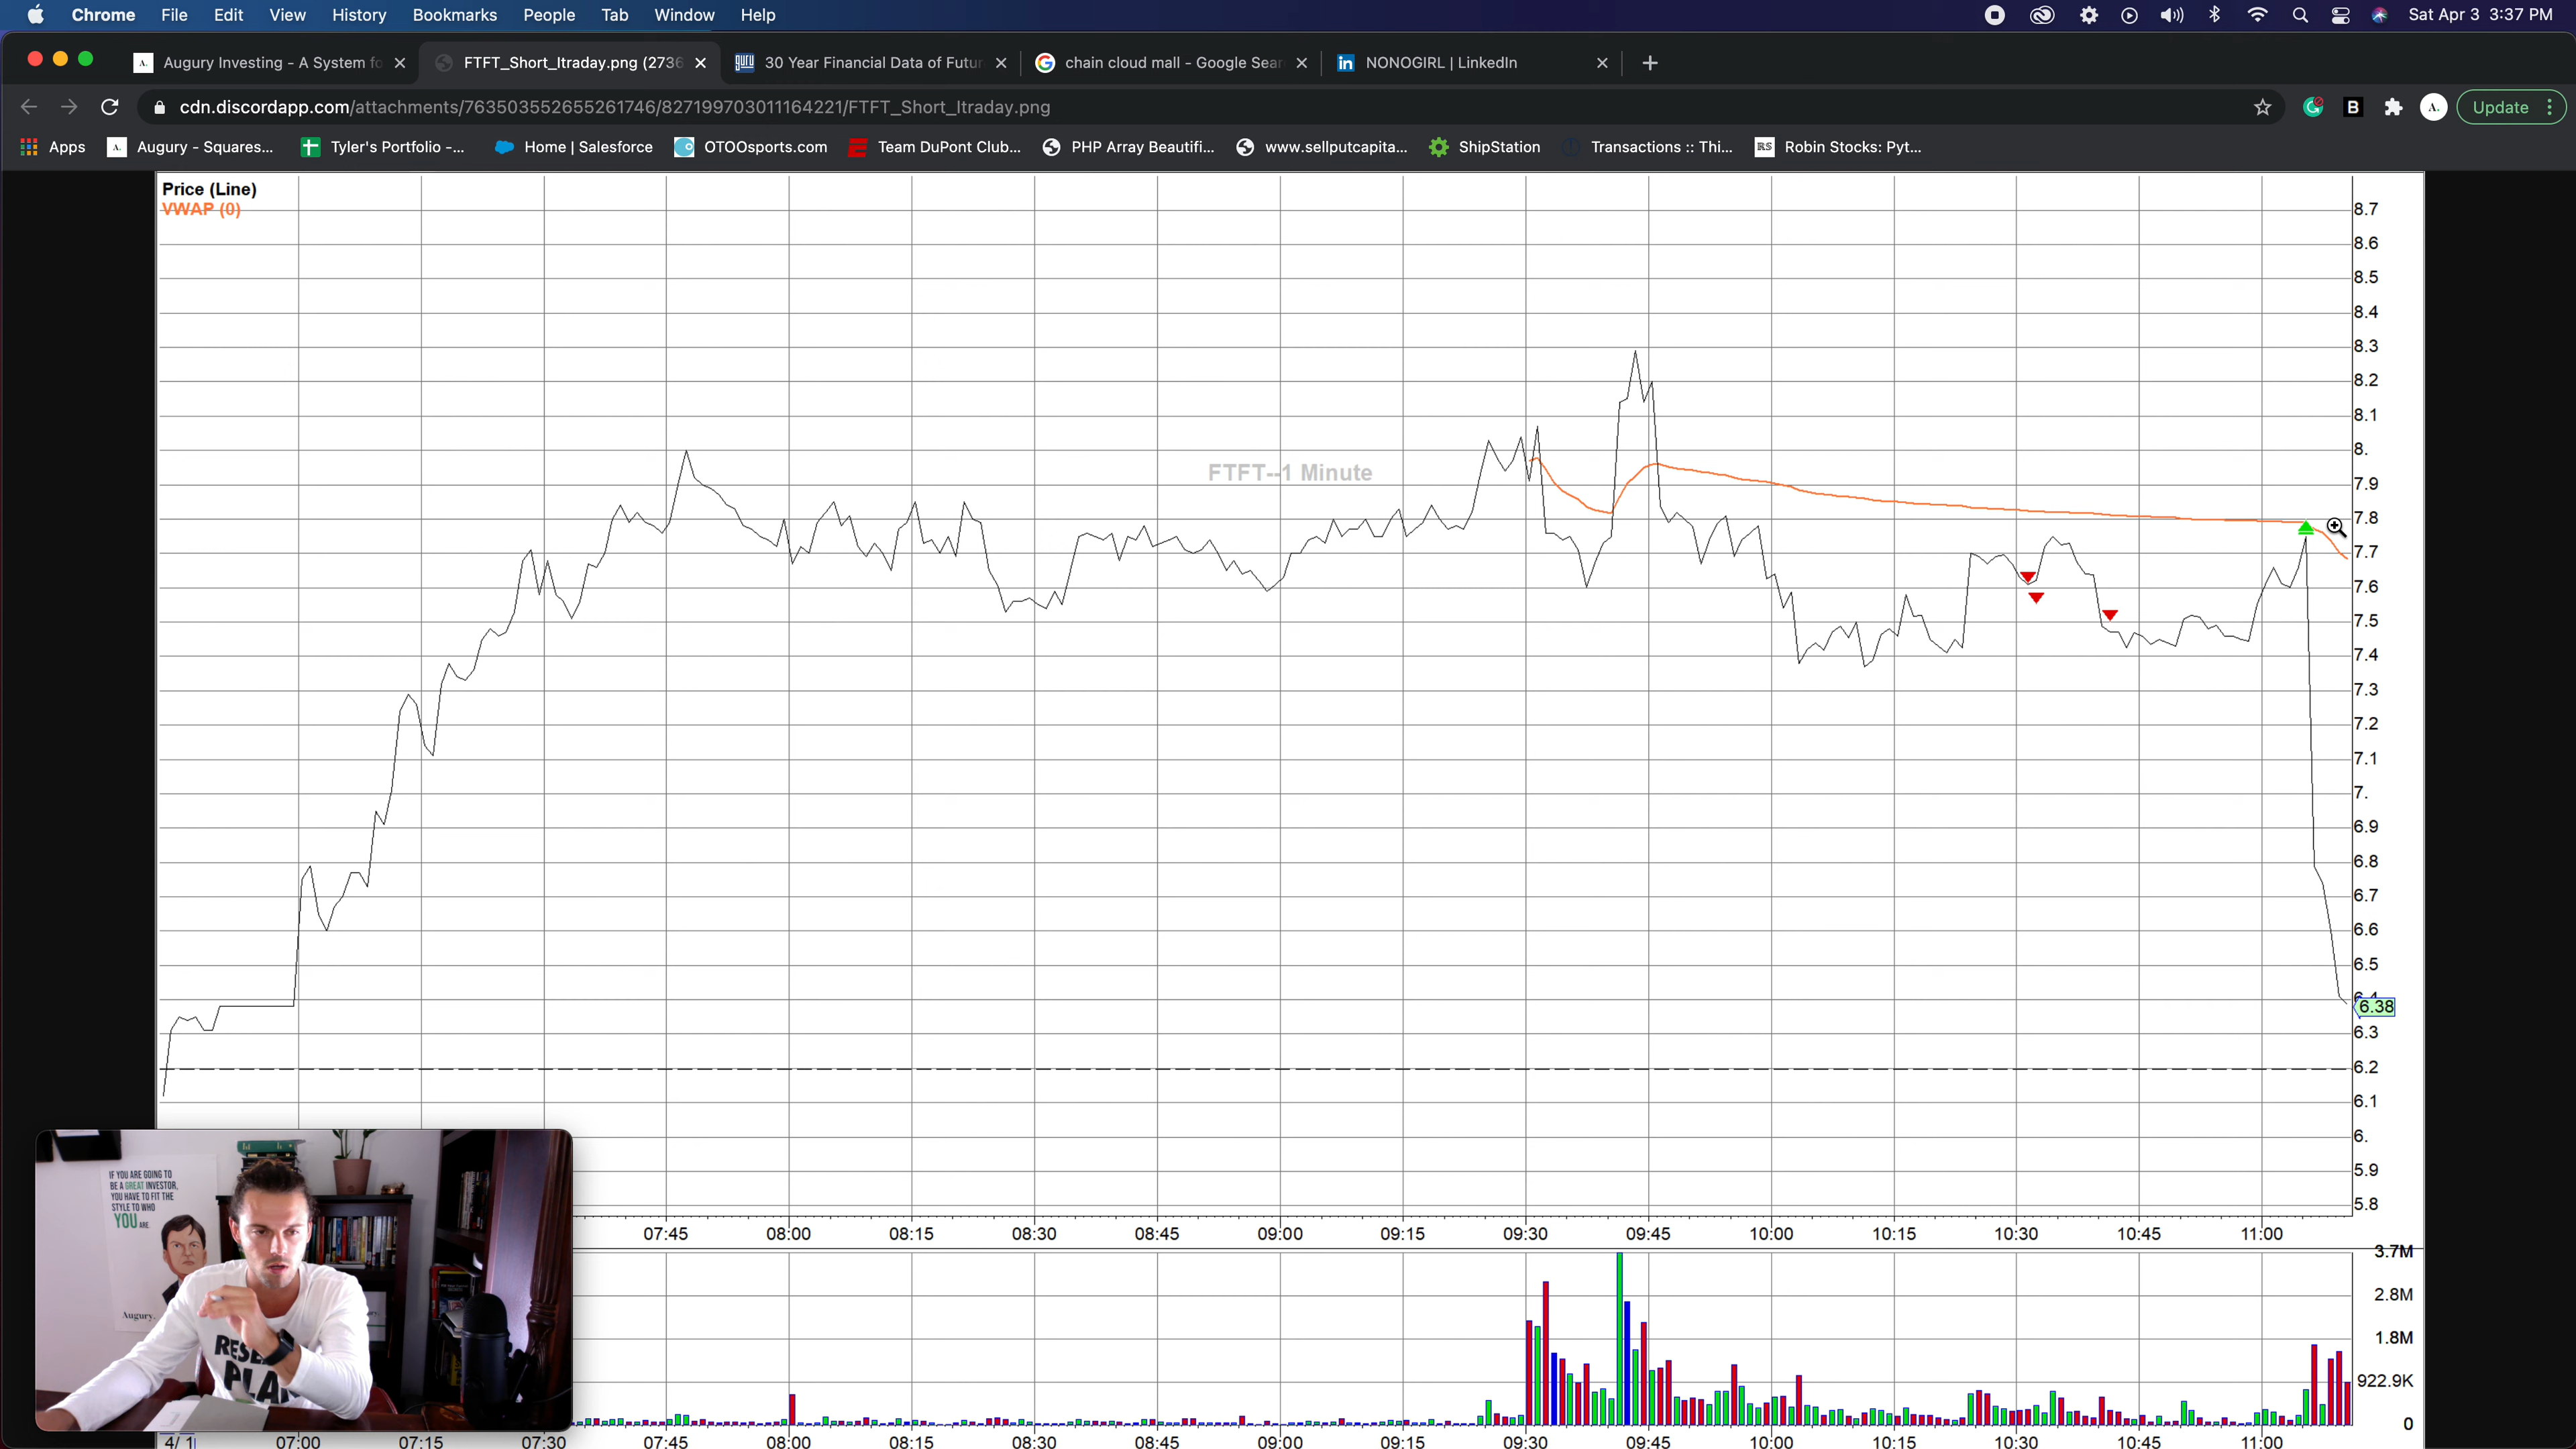 Chrome File Edit View History Bookmarks People Tab Window Help Sat Apr 3 3:37 PM
Augury Investing - A System fo FTFT_Short_Itraday.png (2736 30 Year Financial Data of Futur chain cloud mall - Google Sear NONOGIRL | LinkedIn
cdn.discordapp.com/attachments/763503552655261746/827199703011164221/FTFT_Short_Itraday.png Update
Apps Augury - Squares... Tyler's Portfolio -... Home | Salesforce OTOOsports.com Team DuPont Club... PHP Array Beautifi... www.sellputcapita... ShipStation Transactions :: Thi... Robin Stocks: Pyt...
Price (Line)
VWAP (0)
FTFT--1 Minute
8.7
8.6
8.5
8.4
8.3
8.2
8.1
8.
7.9
7.8
7.7
7.6
7.5
7.4
7.3
7.2
7.1
7.
6.9
6.8
6.7
6.6
6.5
6.4
6.38
6.3
6.2
6.1
6.
5.9
5.8
07:45 08:00 08:15 08:30 08:45 09:00 09:15 09:30 09:45 10:00 10:15 10:30 10:45 11:00
3.7M
2.8M
1.8M
922.9K
0
4/ 1 07:00 07:15 07:30 07:45 08:00 08:15 08:30 08:45 09:00 09:15 09:30 09:45 10:00 10:15 10:30 10:45 11:00
IF YOU ARE GOING TO
BE A GREAT INVESTOR,
YOU HAVE TO FIT THE
STYLE TO WHO
YOU ARE.
Augury.